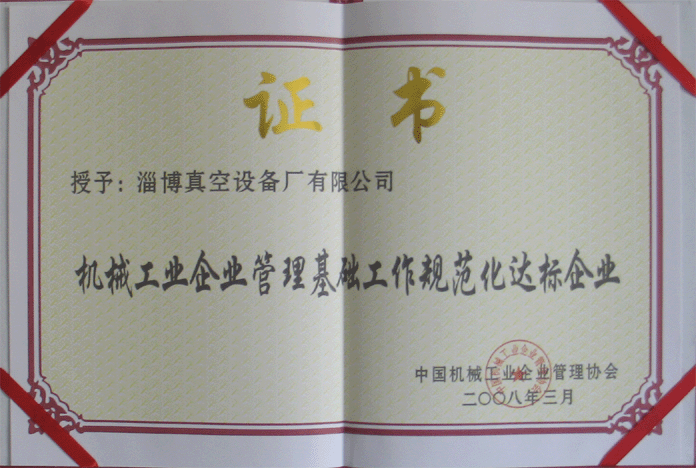 证书
授予：淄博真空设备厂有限公司
机械工业企业管理基础工作规范化达标企业
中国机械工业企业管理协会
二〇〇八年三月